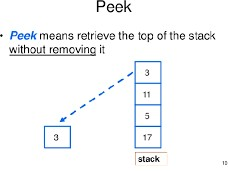 Peek
• Peek means retrieve the top of the stack
without removing it
3
11
5
3
17
stack
10